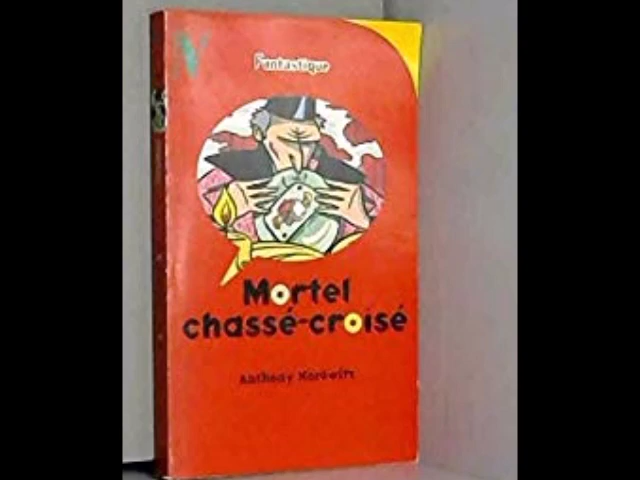 Fantastique
Mortel
chassé-croisé
Anthony Horowitz